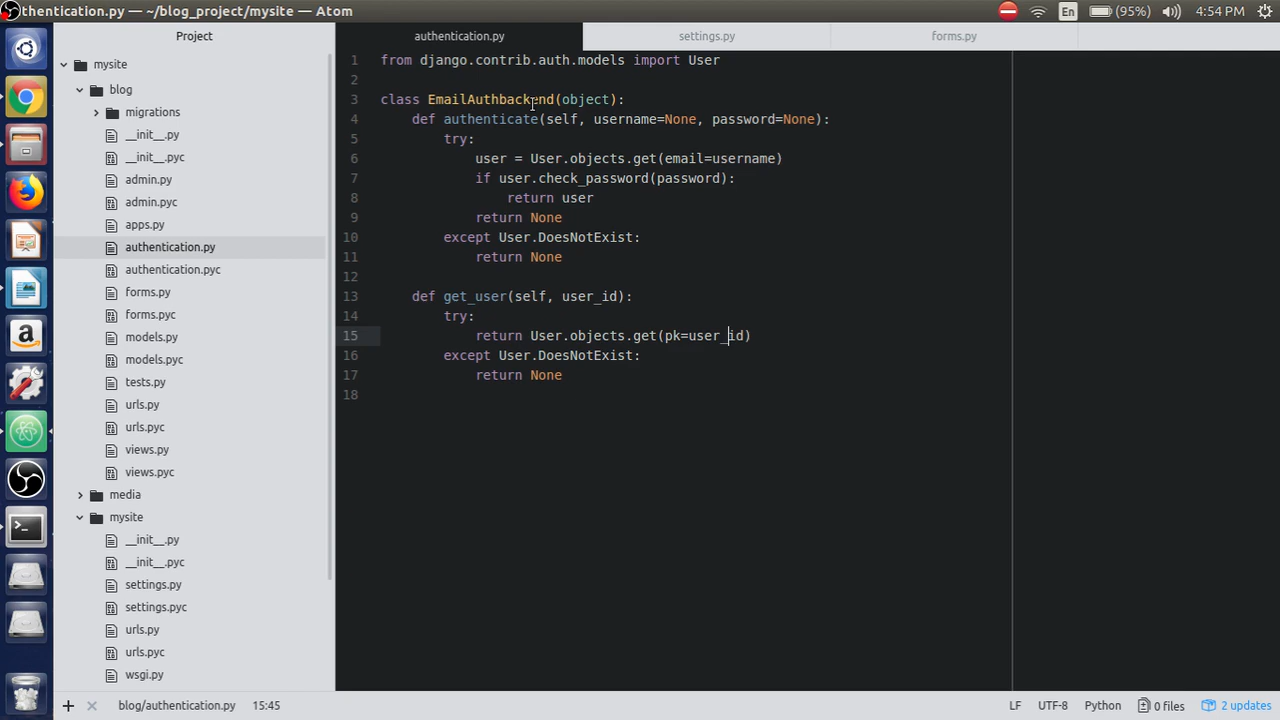 thentication.py — ~/blog_project/mysite — Atom
En
(95%)
4:54 PM
Project
mysite
blog
migrations
__init__.py
__init__.pyc
admin.py
admin.pyc
apps.py
authentication.py
authentication.pyc
forms.py
forms.pyc
models.py
models.pyc
tests.py
urls.py
urls.pyc
views.py
views.pyc
media
mysite
__init__.py
__init__.pyc
settings.py
settings.pyc
urls.py
urls.pyc
wsgi.py
authentication.py
settings.py
forms.py
1 from django.contrib.auth.models import User
2
3 class EmailAuthbackend(object):
4     def authenticate(self, username=None, password=None):
5         try:
6             user = User.objects.get(email=username)
7             if user.check_password(password):
8                 return user
9             return None
10         except User.DoesNotExist:
11             return None
12
13     def get_user(self, user_id):
14         try:
15             return User.objects.get(pk=user_id)
16         except User.DoesNotExist:
17             return None
18
+ × blog/authentication.py 15:45
LF UTF-8 Python 0 files 2 updates